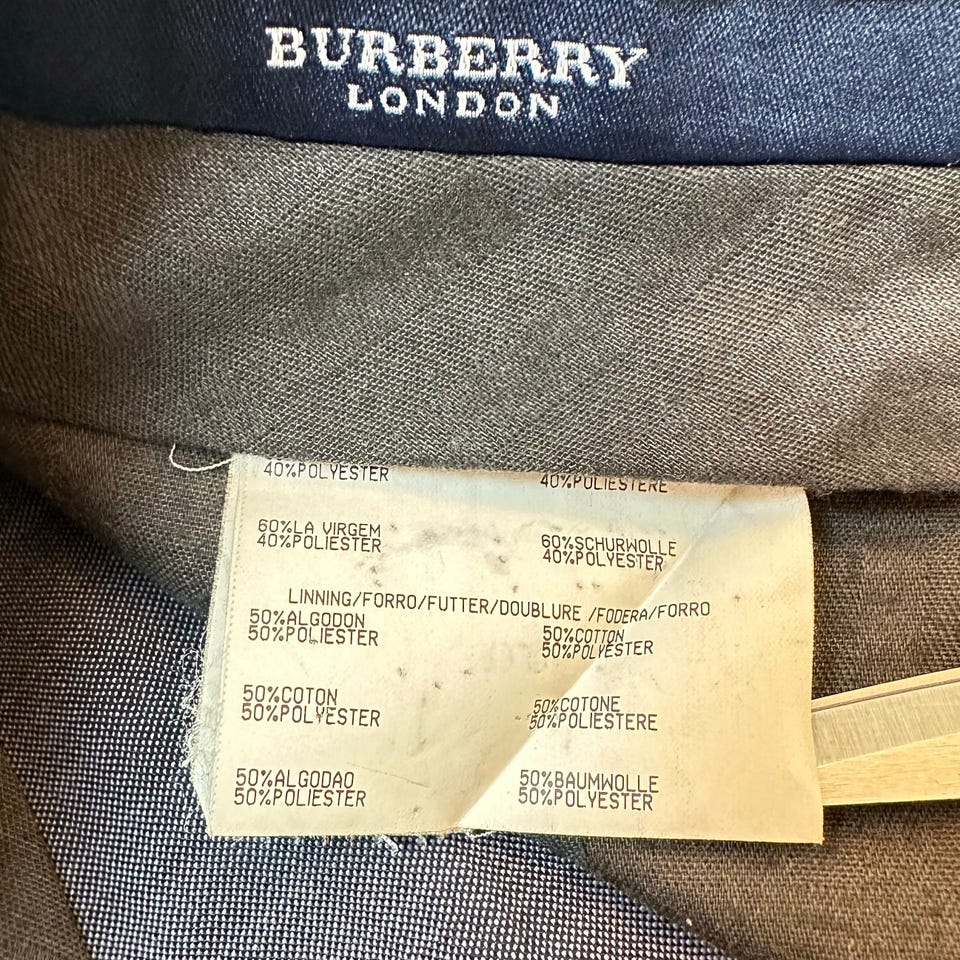 BURBERRY
LONDON
40%POLYESTER
40%POLIESTERE
60%LA VIRGEM
40%POLIESTER
60%SCHURWOLLE
40%POLYESTER
LINNING/FORRO/FUTTER/DOUBLURE /FODERA/FORRO
50%ALGODON
50%POLIESTER
50%COTTON
50%POLYESTER
50%COTON
50%POLYESTER
50%COTONE
50%POLIESTERE
50%ALGODAO
50%POLIESTER
50%BAUMWOLLE
50%POLYESTER